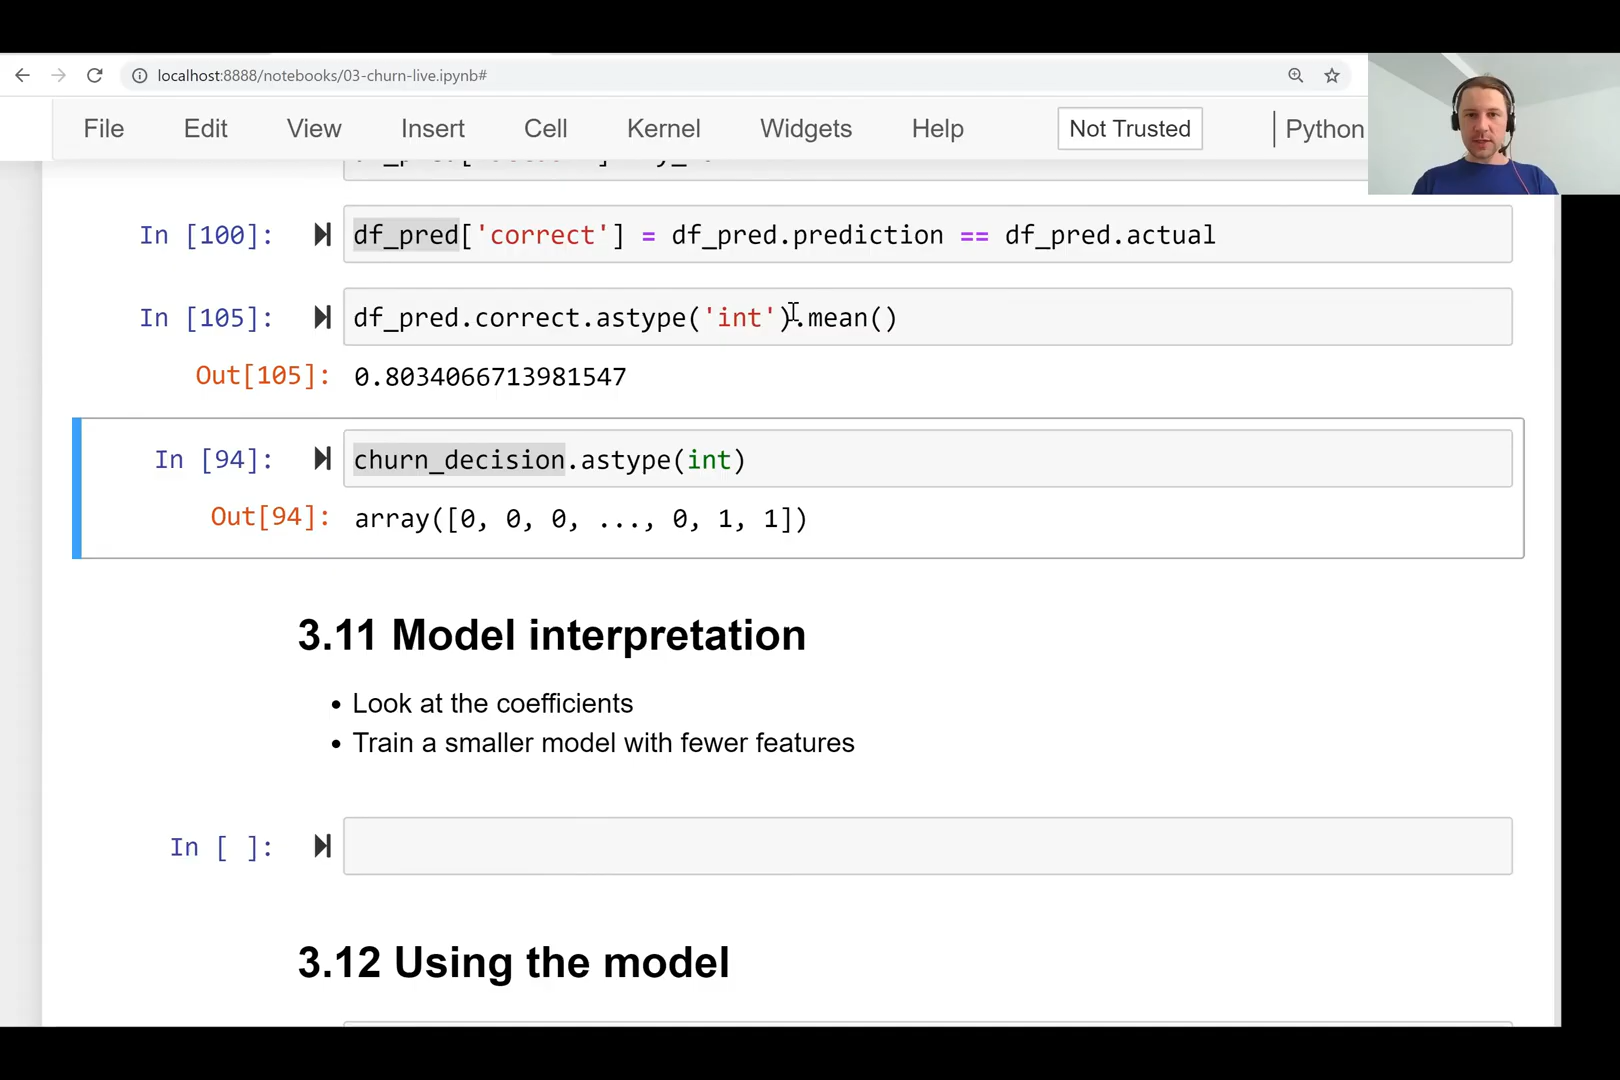 localhost:8888/notebooks/03-churn-live.ipynb#
File Edit View Insert Cell Kernel Widgets Help Not Trusted Python
In [100]: df_pred['correct'] = df_pred.prediction == df_pred.actual
In [105]: df_pred.correct.astype('int').mean()
Out[105]: 0.8034066713981547
In [94]: churn_decision.astype(int)
Out[94]: array([0, 0, 0, ..., 0, 1, 1])
3.11 Model interpretation
• Look at the coefficients
• Train a smaller model with fewer features
In [ ]:
3.12 Using the model